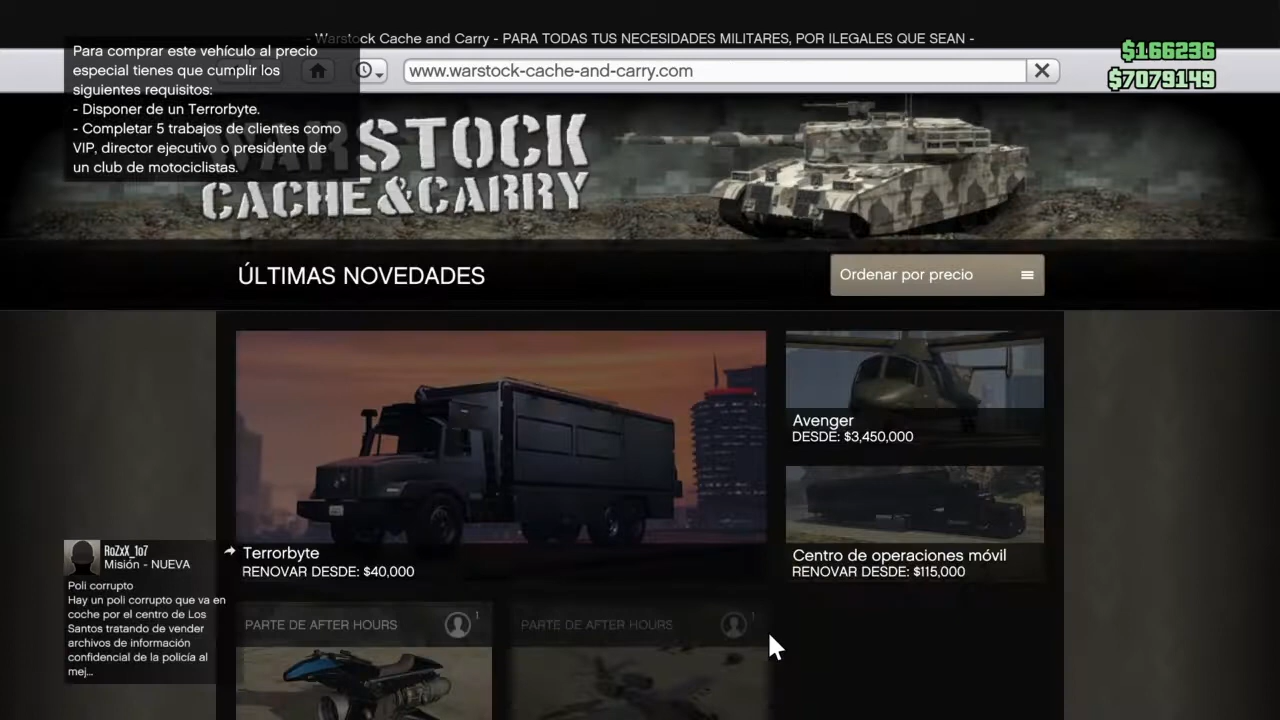 - Warstock Cache and Carry - PARA TODAS TUS NECESIDADES MILITARES, POR ILEGALES QUE SEAN -
Para comprar este vehículo al precio
especial tienes que cumplir los
siguientes requisitos:
- Disponer de un Terrorbyte.
- Completar 5 trabajos de clientes como
VIP, director ejecutivo o presidente de
un club de motociclistas.
www.warstock-cache-and-carry.com
$166236
$7079149
WARSTOCK
CACHE&CARRY
ÚLTIMAS NOVEDADES
Ordenar por precio
Avenger
DESDE: $3,450,000
Terrorbyte
RENOVAR DESDE: $40,000
Centro de operaciones móvil
RENOVAR DESDE: $115,000
RoZxX_1o7
Misión - NUEVA
Poli corrupto
Hay un poli corrupto que va en
coche por el centro de Los
Santos tratando de vender
archivos de información
confidencial de la policía al
mej...
PARTE DE AFTER HOURS
1
PARTE DE AFTER HOURS
1